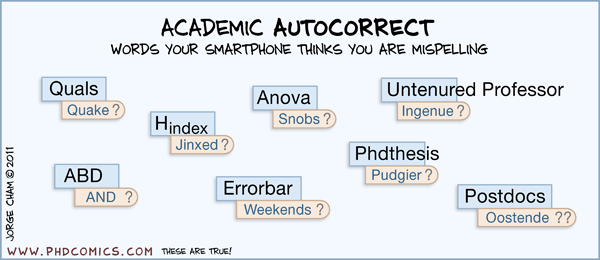 ACADEMIC AUTOCORRECT
WORDS YOUR SMARTPHONE THINKS YOU ARE MISPELLING
Quals
Quake ?
Hindex
Jinxed ?
Anova
Snobs ?
Untenured Professor
Ingenue ?
ABD
AND ?
Errorbar
Weekends ?
Phdthesis
Pudgier ?
Postdocs
Oostende ??
JORGE CHAM © 2011
WWW.PHDCOMICS.COM THESE ARE TRUE!